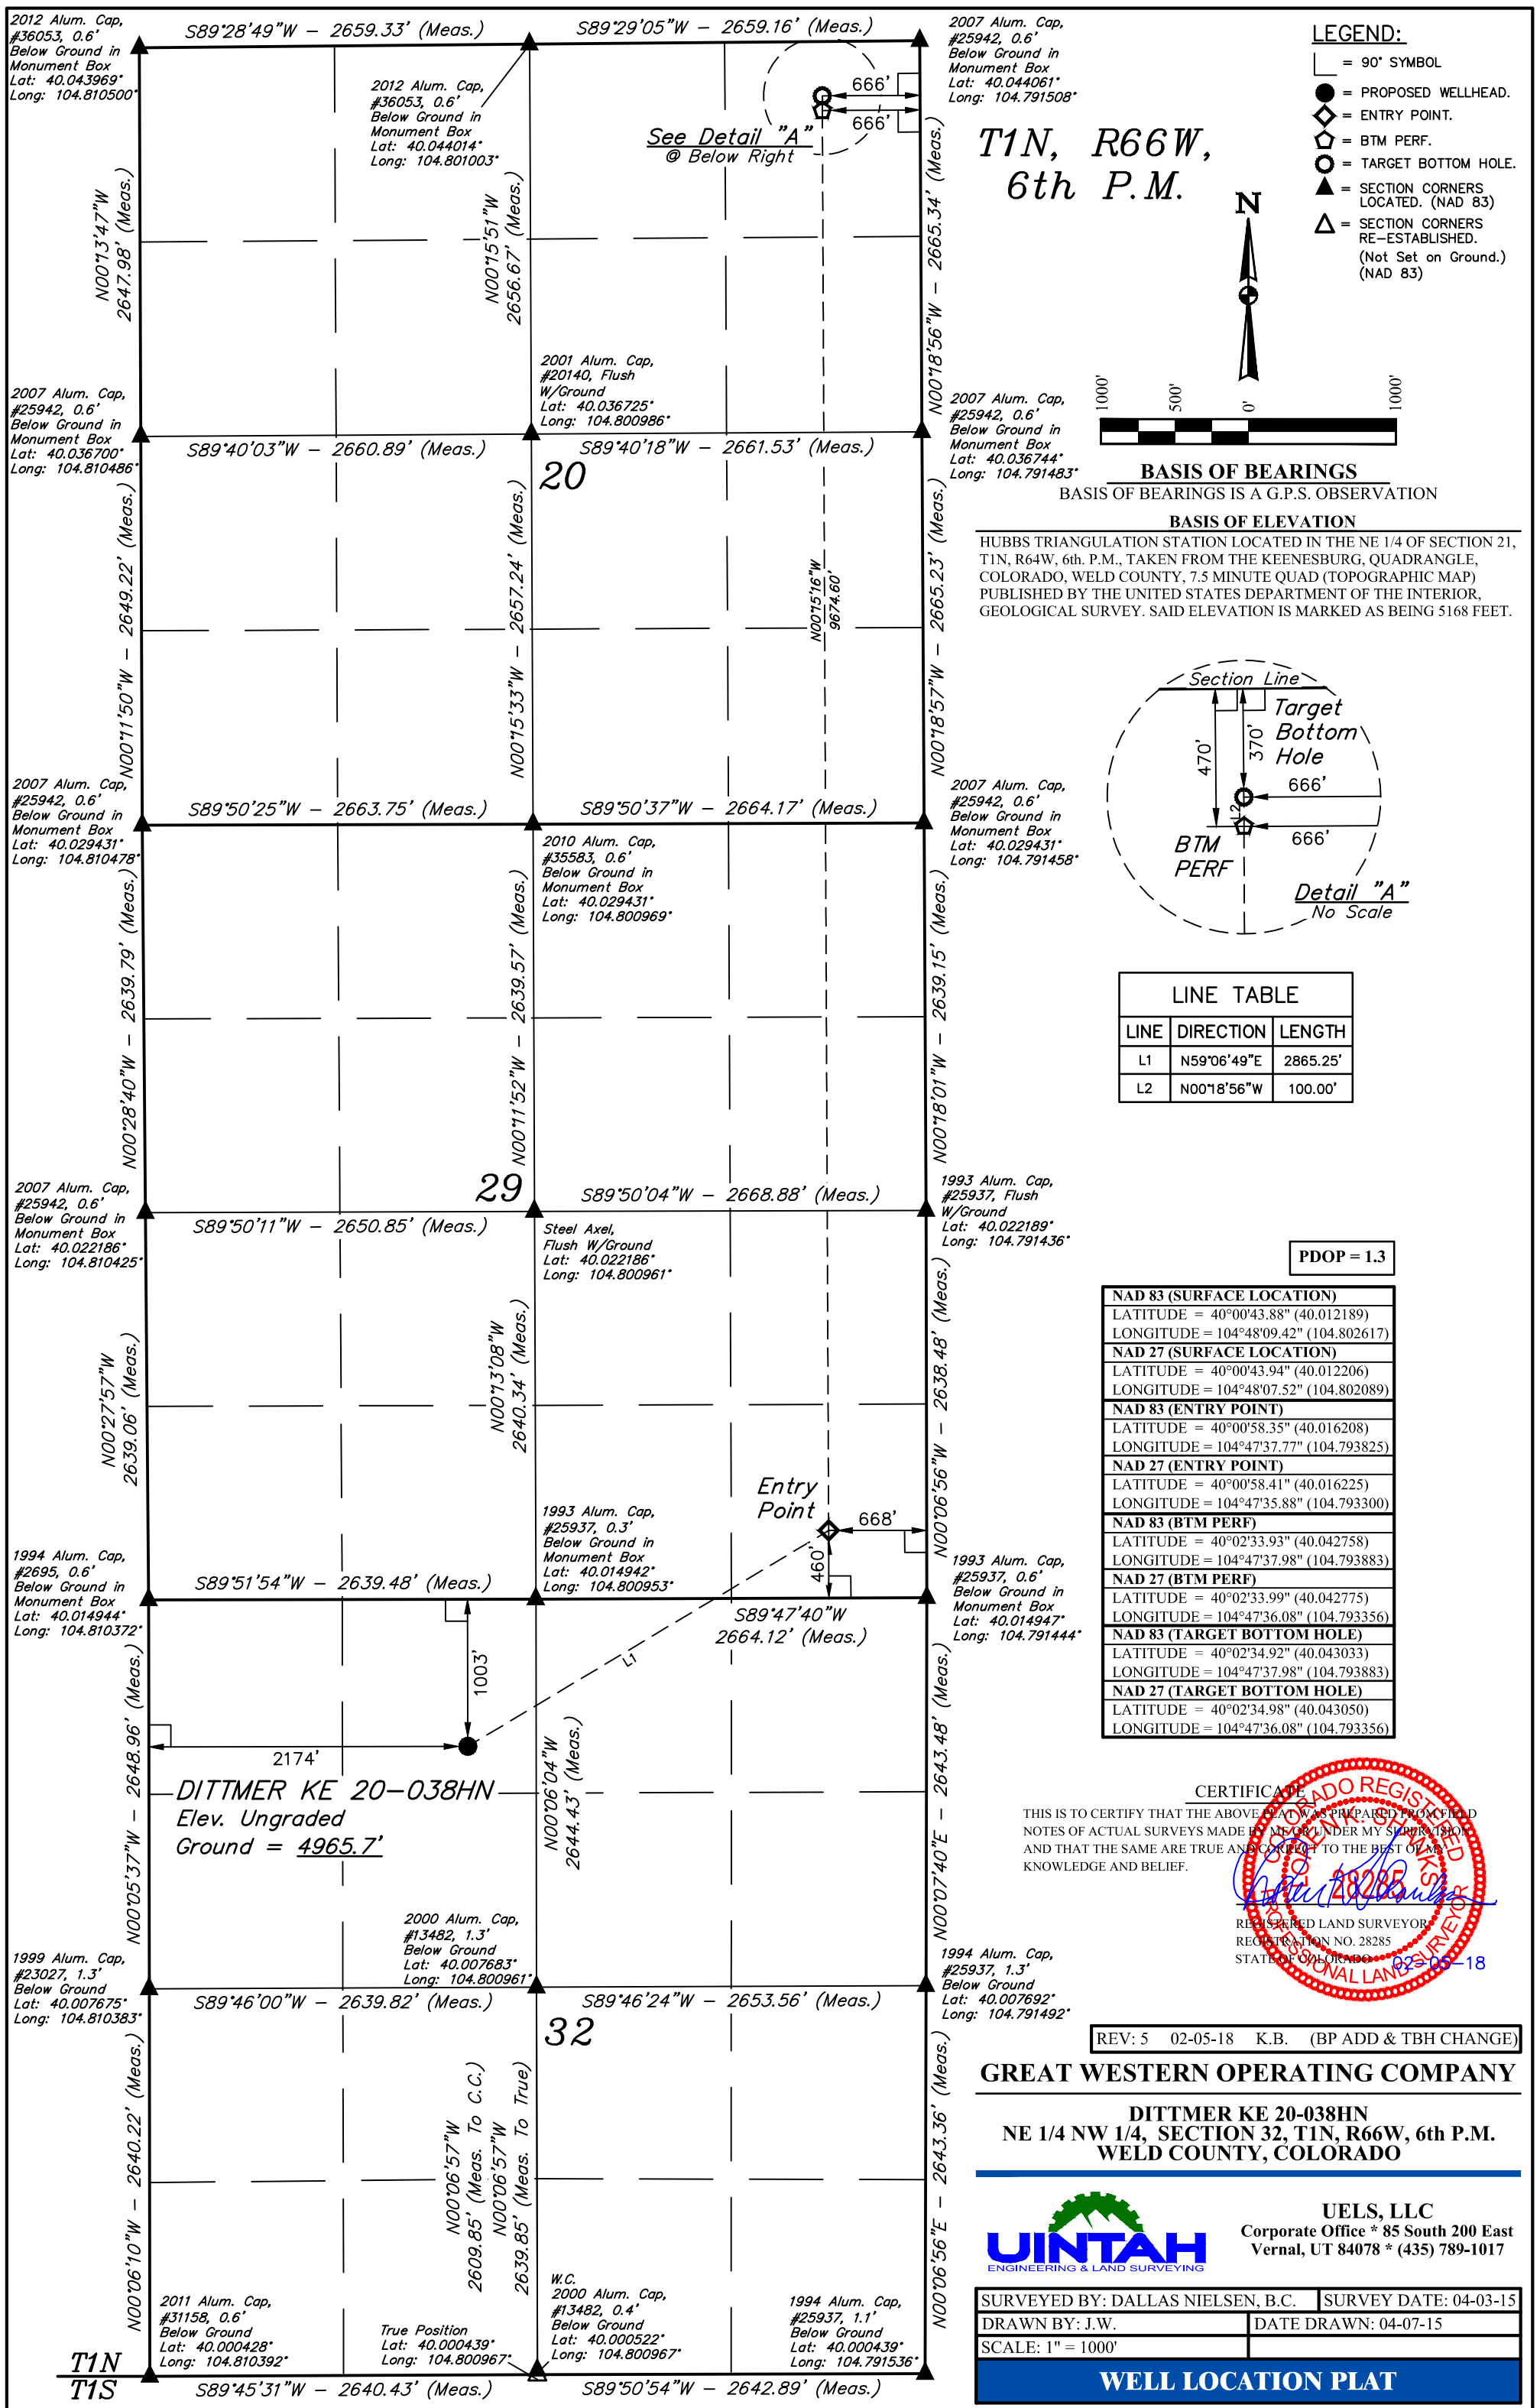 2012 Alum. Cap,
#36053, 0.6'
Below Ground in
Monument Box
Lat: 40.043969°
Long: 104.810500°
S89°28'49"W - 2659.33' (Meas.)
S89°29'05"W - 2659.16' (Meas.)
2007 Alum. Cap,
#25942, 0.6'
Below Ground in
Monument Box
Lat: 40.044061°
Long: 104.791508°
2012 Alum. Cap,
#36053, 0.6'
Below Ground in
Monument Box
Lat: 40.044014°
Long: 104.801003°
666'
666'
See Detail "A"
@ Below Right
T1N, R66W,
6th P.M.
LEGEND:
= 90° SYMBOL
= PROPOSED WELLHEAD.
= ENTRY POINT.
= BTM PERF.
= TARGET BOTTOM HOLE.
= SECTION CORNERS
LOCATED. (NAD 83)
= SECTION CORNERS
RE-ESTABLISHED.
(Not Set on Ground.)
(NAD 83)
N
N00°13'47"W
2647.98' (Meas.)
N00°15'51"W
2656.67' (Meas.)
N00°18'56"W - 2665.34' (Meas.)
2007 Alum. Cap,
#25942, 0.6'
Below Ground in
Monument Box
Lat: 40.036700°
Long: 104.810486°
2001 Alum. Cap,
#20140, Flush
W/Ground
Lat: 40.036725°
Long: 104.800986°
2007 Alum. Cap,
#25942, 0.6'
Below Ground in
Monument Box
Lat: 40.036744°
Long: 104.791483°
S89°40'03"W - 2660.89' (Meas.)
S89°40'18"W - 2661.53' (Meas.)
20
1000'
500'
0'
1000'
BASIS OF BEARINGS
BASIS OF BEARINGS IS A G.P.S. OBSERVATION
BASIS OF ELEVATION
HUBBS TRIANGULATION STATION LOCATED IN THE NE 1/4 OF SECTION 21,
T1N, R64W, 6th. P.M., TAKEN FROM THE KEENESBURG, QUADRANGLE,
COLORADO, WELD COUNTY, 7.5 MINUTE QUAD (TOPOGRAPHIC MAP)
PUBLISHED BY THE UNITED STATES DEPARTMENT OF THE INTERIOR,
GEOLOGICAL SURVEY. SAID ELEVATION IS MARKED AS BEING 5168 FEET.
N00°11'50"W - 2649.22' (Meas.)
N00°15'33"W - 2657.24' (Meas.)
N00°15'16"W
9674.60'
N00°18'57"W - 2665.23' (Meas.)
Section Line
Target
Bottom
Hole
470'
370'
666'
L2
666'
BTM
PERF
Detail "A"
No Scale
2007 Alum. Cap,
#25942, 0.6'
Below Ground in
Monument Box
Lat: 40.029431°
Long: 104.810478°
S89°50'25"W - 2663.75' (Meas.)
S89°50'37"W - 2664.17' (Meas.)
2010 Alum. Cap,
#35583, 0.6'
Below Ground in
Monument Box
Lat: 40.029431°
Long: 104.800969°
2007 Alum. Cap,
#25942, 0.6'
Below Ground in
Monument Box
Lat: 40.029431°
Long: 104.791458°
LINE TABLE
LINE DIRECTION LENGTH
L1 N59°06'49"E 2865.25'
L2 N00°18'56"W 100.00'
N00°28'40"W - 2639.79' (Meas.)
N00°11'52"W - 2639.57' (Meas.)
N00°18'01"W - 2639.15' (Meas.)
2007 Alum. Cap,
#25942, 0.6'
Below Ground in
Monument Box
Lat: 40.022186°
Long: 104.810425°
29
S89°50'11"W - 2650.85' (Meas.)
S89°50'04"W - 2668.88' (Meas.)
Steel Axel,
Flush W/Ground
Lat: 40.022186°
Long: 104.800961°
1993 Alum. Cap,
#25937, Flush
W/Ground
Lat: 40.022189°
Long: 104.791436°
PDOP = 1.3
NAD 83 (SURFACE LOCATION)
LATITUDE = 40°00'43.88" (40.012189)
LONGITUDE = 104°48'09.42" (104.802617)
NAD 27 (SURFACE LOCATION)
LATITUDE = 40°00'43.94" (40.012206)
LONGITUDE = 104°48'07.52" (104.802089)
NAD 83 (ENTRY POINT)
LATITUDE = 40°00'58.35" (40.016208)
LONGITUDE = 104°47'37.77" (104.793825)
NAD 27 (ENTRY POINT)
LATITUDE = 40°00'58.41" (40.016225)
LONGITUDE = 104°47'35.88" (104.793300)
NAD 83 (BTM PERF)
LATITUDE = 40°02'33.93" (40.042758)
LONGITUDE = 104°47'37.98" (104.793883)
NAD 27 (BTM PERF)
LATITUDE = 40°02'33.99" (40.042775)
LONGITUDE = 104°47'36.08" (104.793356)
NAD 83 (TARGET BOTTOM HOLE)
LATITUDE = 40°02'34.92" (40.043033)
LONGITUDE = 104°47'37.98" (104.793883)
NAD 27 (TARGET BOTTOM HOLE)
LATITUDE = 40°02'34.98" (40.043050)
LONGITUDE = 104°47'36.08" (104.793356)
N00°27'57"W
2639.06' (Meas.)
N00°13'08"W
2640.34' (Meas.)
N00°06'56"W - 2638.48' (Meas.)
Entry
Point
668'
460'
1994 Alum. Cap,
#2695, 0.6'
Below Ground in
Monument Box
Lat: 40.014944°
Long: 104.810372°
S89°51'54"W - 2639.48' (Meas.)
1993 Alum. Cap,
#25937, 0.3'
Below Ground in
Monument Box
Lat: 40.014942°
Long: 104.800953°
S89°47'40"W
2664.12' (Meas.)
1993 Alum. Cap,
#25937, 0.6'
Below Ground in
Monument Box
Lat: 40.014947°
Long: 104.791444°
1003'
L1
2174'
DITTMER KE 20-038HN
Elev. Ungraded
Ground = 4965.7'
N00°05'37"W - 2648.96' (Meas.)
N00°06'04"W
2644.43' (Meas.)
N00°07'40"E - 2643.48' (Meas.)
CERTIFICATE
THIS IS TO CERTIFY THAT THE ABOVE PLAT WAS PREPARED FROM FIELD
NOTES OF ACTUAL SURVEYS MADE BY ME OR UNDER MY SUPERVISION
AND THAT THE SAME ARE TRUE AND CORRECT TO THE BEST OF MY
KNOWLEDGE AND BELIEF.
COLORADO REGISTERED
LOREN K. SHANKS
28285
PROFESSIONAL LAND SURVEYOR
REGISTERED LAND SURVEYOR
REGISTRATION NO. 28285
STATE OF COLORADO
02-05-18
1999 Alum. Cap,
#23027, 1.3'
Below Ground
Lat: 40.007675°
Long: 104.810383°
2000 Alum. Cap,
#13482, 1.3'
Below Ground
Lat: 40.007683°
Long: 104.800961°
1994 Alum. Cap,
#25937, 1.3'
Below Ground
Lat: 40.007692°
Long: 104.791492°
S89°46'00"W - 2639.82' (Meas.)
S89°46'24"W - 2653.56' (Meas.)
32
N00°06'10"W - 2640.22' (Meas.)
N00°06'57"W
2609.85' (Meas. To C.C.)
N00°06'57"W
2639.85' (Meas. To True)
N00°06'56"E - 2643.36' (Meas.)
REV: 5 02-05-18 K.B. (BP ADD & TBH CHANGE)
GREAT WESTERN OPERATING COMPANY
DITTMER KE 20-038HN
NE 1/4 NW 1/4, SECTION 32, T1N, R66W, 6th P.M.
WELD COUNTY, COLORADO
UINTAH
ENGINEERING & LAND SURVEYING
UELS, LLC
Corporate Office * 85 South 200 East
Vernal, UT 84078 * (435) 789-1017
SURVEYED BY: DALLAS NIELSEN, B.C. SURVEY DATE: 04-03-15
DRAWN BY: J.W. DATE DRAWN: 04-07-15
SCALE: 1" = 1000'
WELL LOCATION PLAT
2011 Alum. Cap,
#31158, 0.6'
Below Ground
Lat: 40.000428°
Long: 104.810392°
True Position
Lat: 40.000439°
Long: 104.800967°
W.C.
2000 Alum. Cap,
#13482, 0.4'
Below Ground
Lat: 40.000522°
Long: 104.800967°
1994 Alum. Cap,
#25937, 1.1'
Below Ground
Lat: 40.000439°
Long: 104.791536°
T1N
T1S
S89°45'31"W - 2640.43' (Meas.)
S89°50'54"W - 2642.89' (Meas.)